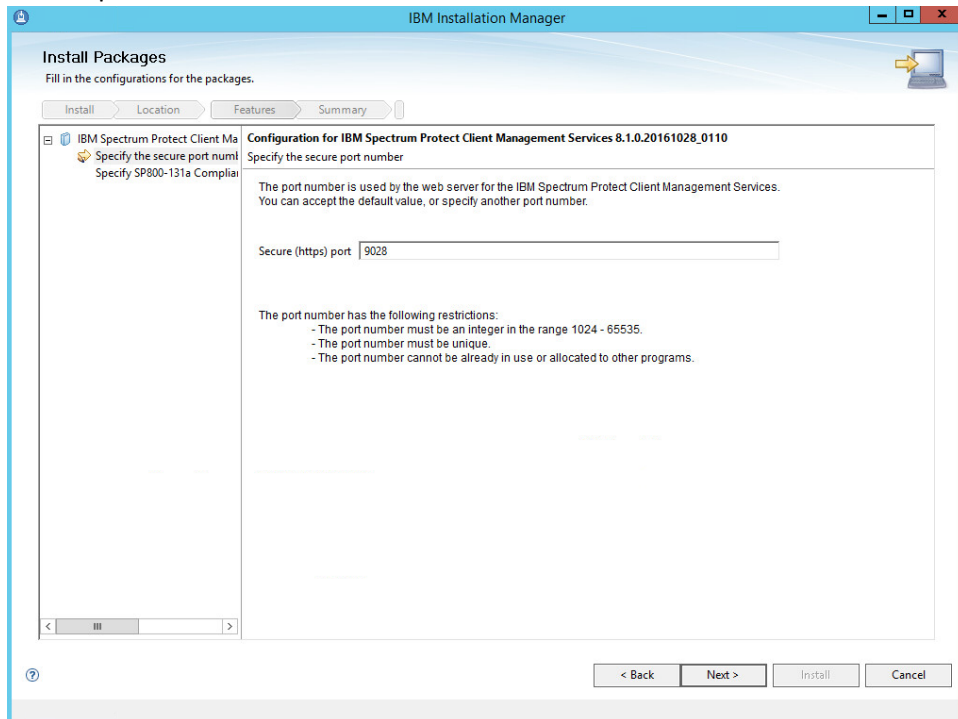 IBM Installation Manager
Install Packages
Fill in the configurations for the packages.
Install
Location
Features
Summary
IBM Spectrum Protect Client Ma
Specify the secure port numb
Specify SP800-131a Complian
Configuration for IBM Spectrum Protect Client Management Services 8.1.0.20161028_0110
Specify the secure port number
The port number is used by the web server for the IBM Spectrum Protect Client Management Services.
You can accept the default value, or specify another port number.
Secure (https) port 9028
The port number has the following restrictions:
- The port number must be an integer in the range 1024 - 65535.
- The port number must be unique.
- The port number cannot be already in use or allocated to other programs.
< Back
Next >
Install
Cancel